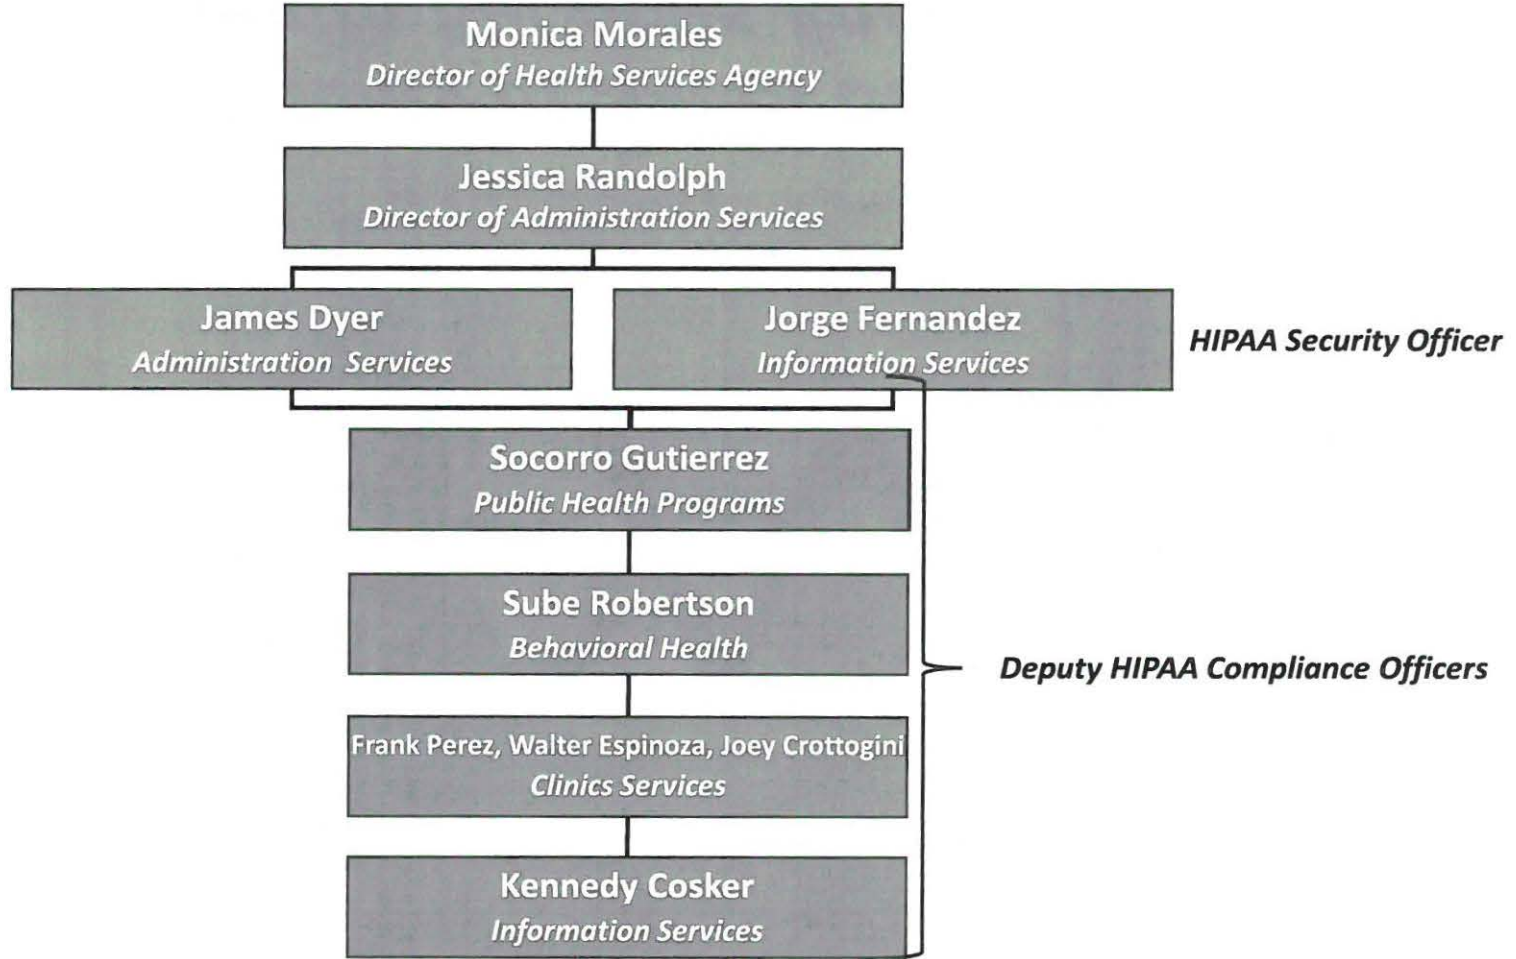 Monica Morales
Director of Health Services Agency
Jessica Randolph
Director of Administration Services
James Dyer
Administration Services
Jorge Fernandez
Information Services
HIPAA Security Officer
Socorro Gutierrez
Public Health Programs
Sube Robertson
Behavioral Health
Deputy HIPAA Compliance Officers
Frank Perez, Walter Espinoza, Joey Crottogini
Clinics Services
Kennedy Cosker
Information Services